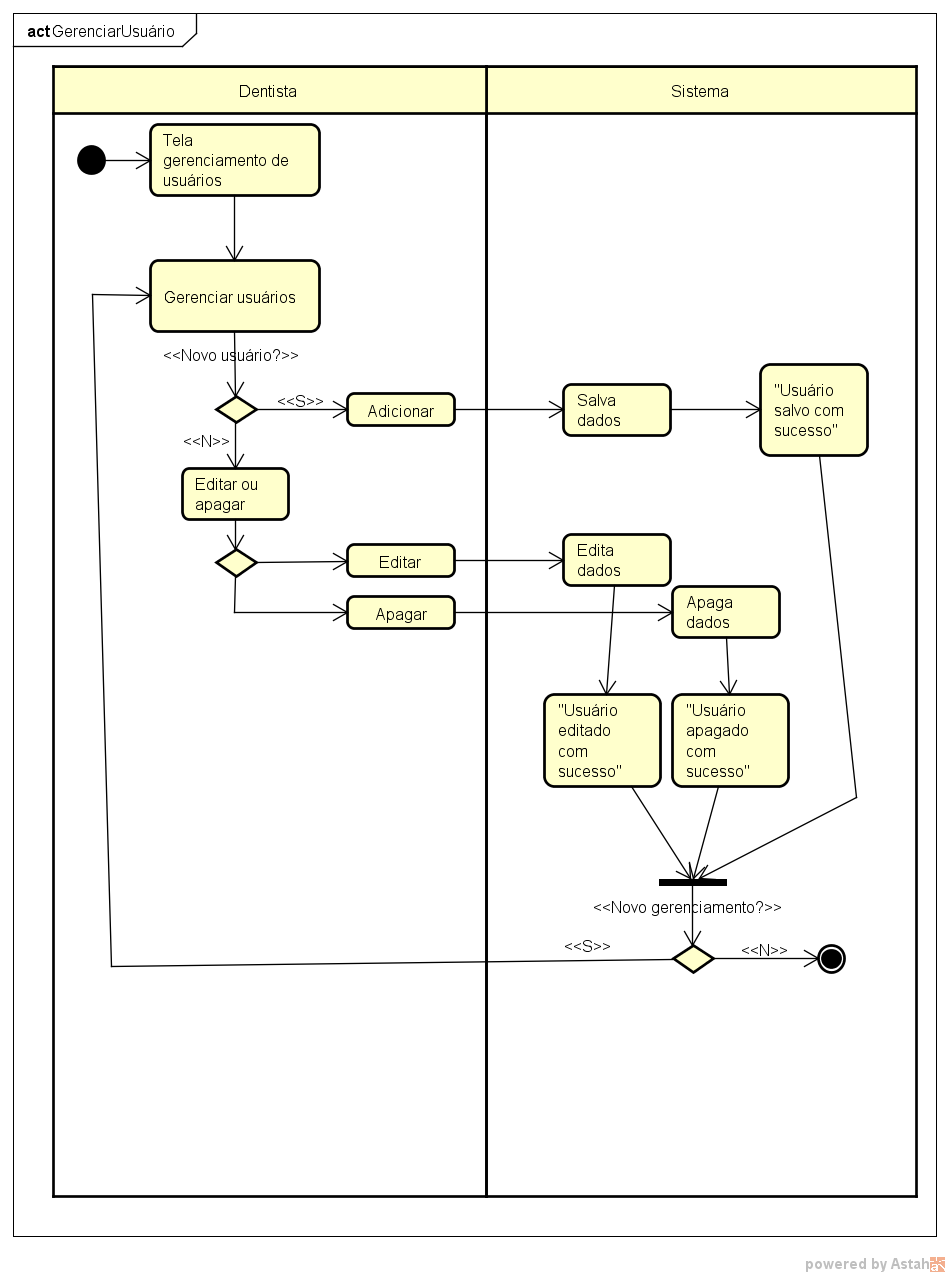 act GerenciarUsuário
Dentista
Sistema
Tela
gerenciamento de
usuários
Gerenciar usuários
<<Novo usuário?>>
<<S>>
Adicionar
Salva
dados
"Usuário
salvo com
sucesso"
<<N>>
Editar ou
apagar
Editar
Edita
dados
Apagar
Apaga
dados
"Usuário
editado
com
sucesso"
"Usuário
apagado
com
sucesso"
<<Novo gerenciamento?>>
<<S>>
<<N>>
powered by Astah